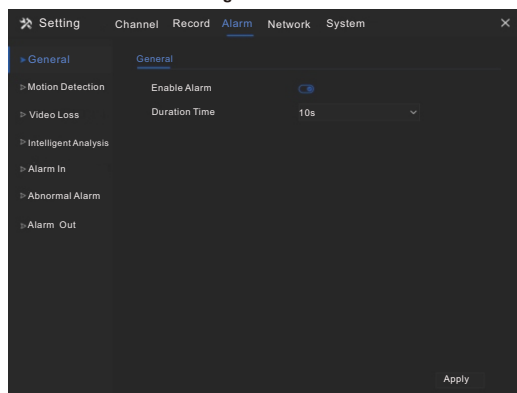 Setting Channel Record Alarm Network System
General General
Motion Detection Enable Alarm
Video Loss Duration Time 10s
Intelligent Analysis
Alarm In
Abnormal Alarm
Alarm Out
Apply